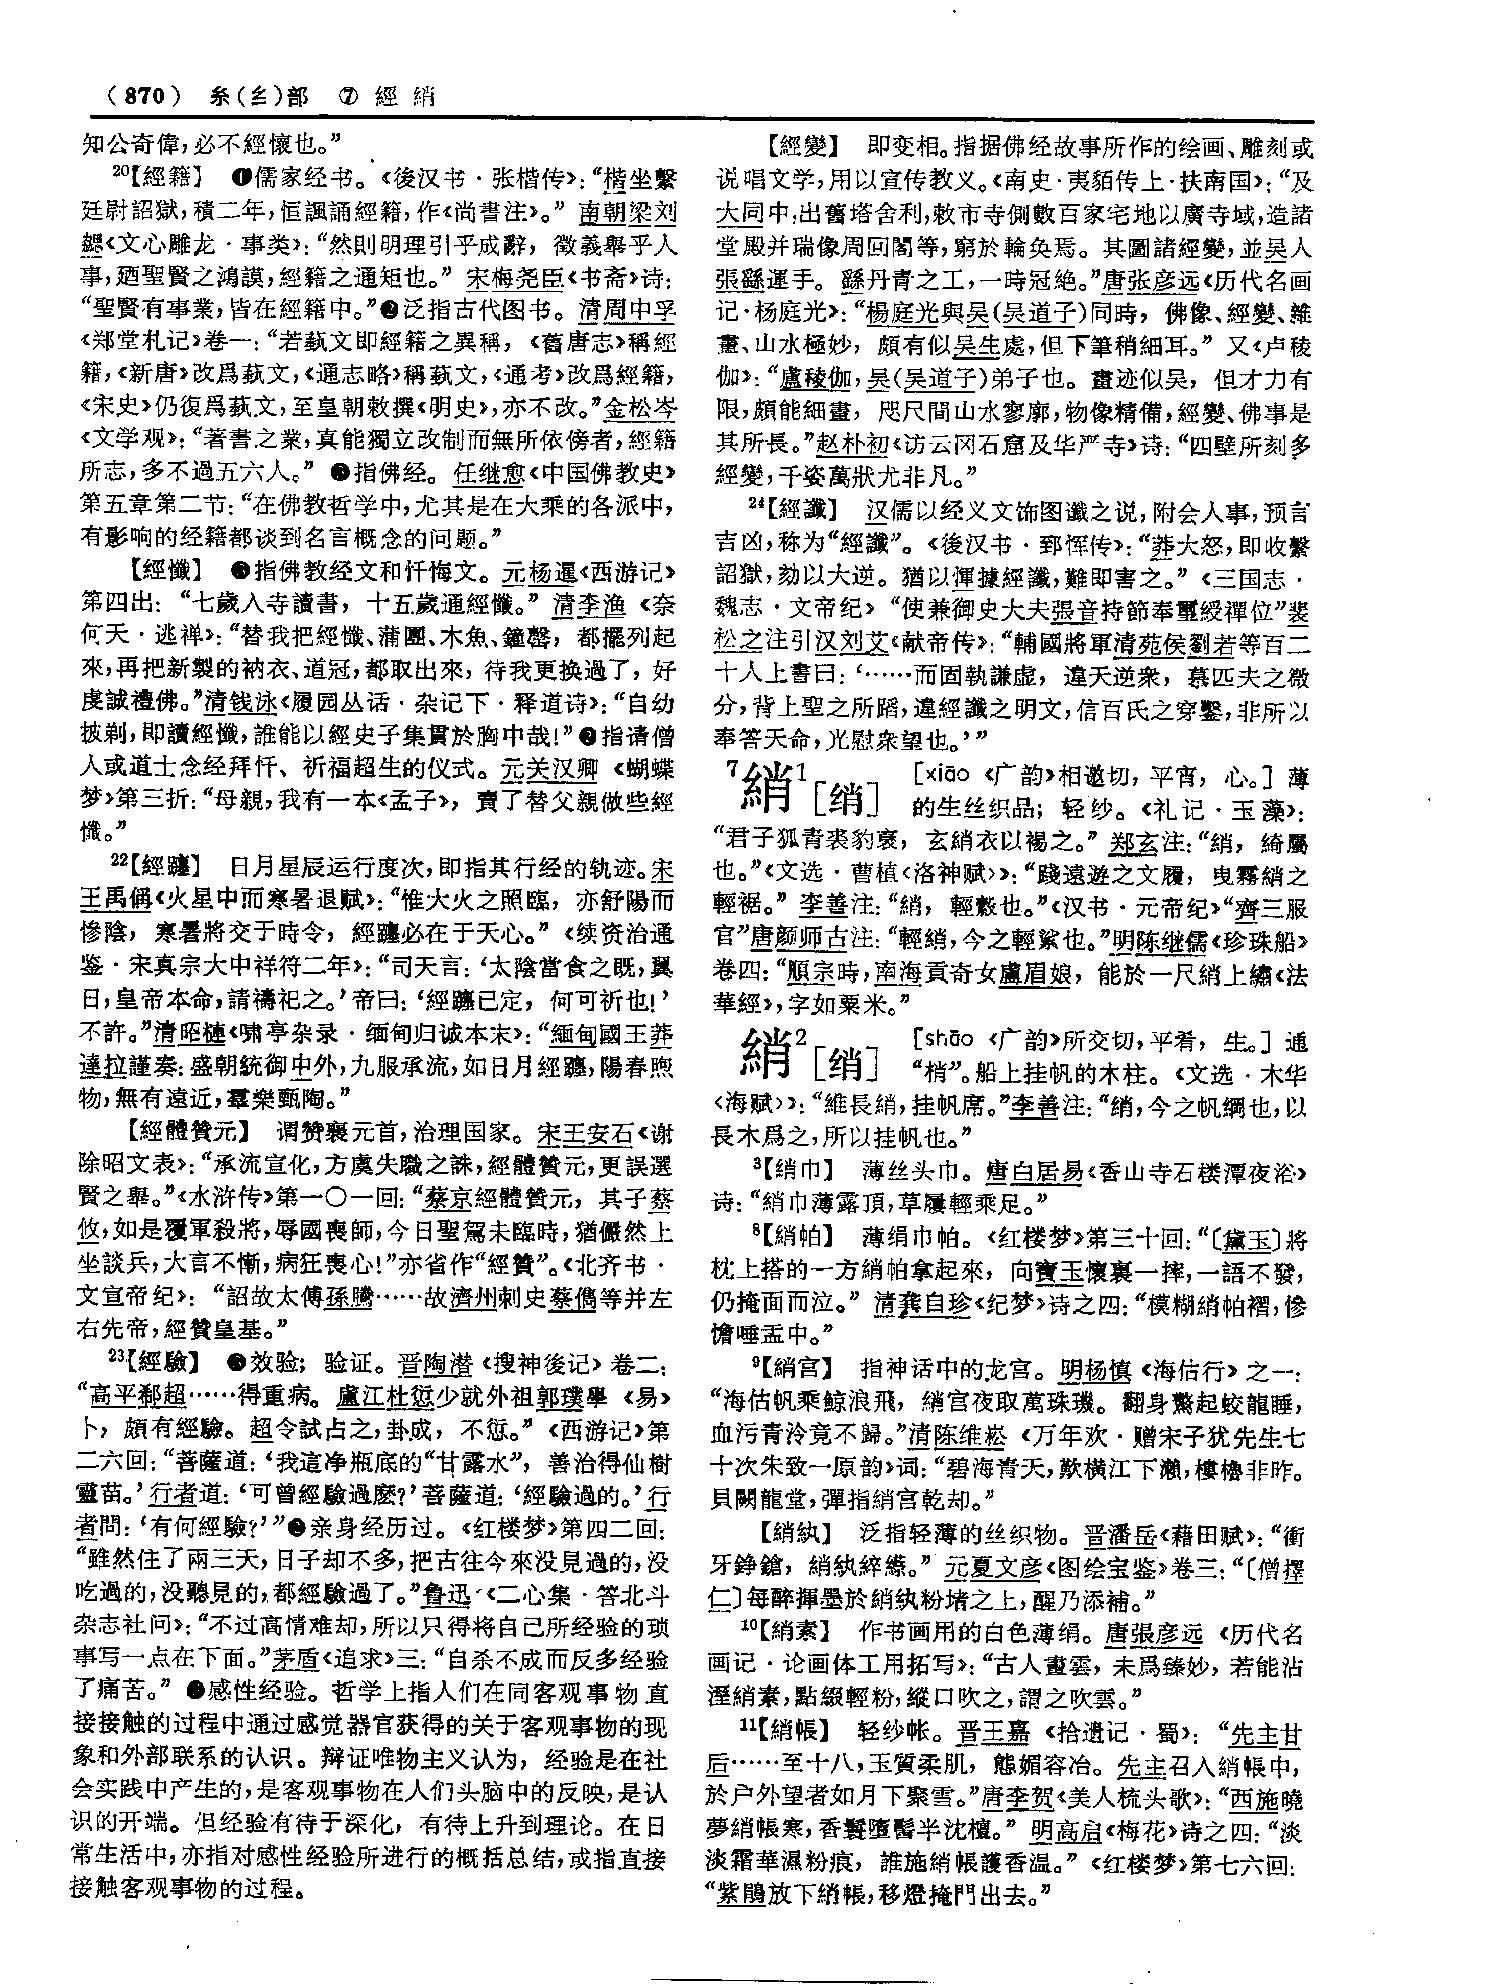 （870） 糸(纟)部 ⑦ 經 綃
知公奇偉，必不經懷也。”
20【經籍】 ❶儒家经书。《後汉书·张楷传》：“楷坐繫
廷尉詔獄，積二年，恒諷誦經籍，作《尚書注》。”南朝梁刘
勰《文心雕龙·事类》：“然則明理引乎成辭，徵義舉乎人
事，迺聖賢之鴻謨，經籍之通矩也。”宋梅尧臣《书斋》诗：
“聖賢有事業，皆在經籍中。”❷泛指古代图书。清周中孚
《郑堂札记》卷一：“若蓺文即經籍之異稱，《舊唐志》稱經
籍，《新唐》改爲蓺文，《通志略》稱蓺文，《通考》改爲經籍，
《宋史》仍復爲蓺文，至皇朝敕撰《明史》，亦不改。”金松岑
《文学观》：“著書之業，真能獨立改制而無所依傍者，經籍
所志，多不過五六人。”❸指佛经。任继愈《中国佛教史》
第五章第二节：“在佛教哲学中，尤其是在大乘的各派中，
有影响的经籍都谈到名言概念的问题。”
【經懺】 ❶指佛教经文和忏悔文。元杨暹《西游记》
第四出：“七歲入寺讀書，十五歲通經懺。”清李渔《奈
何天·逃禅》：“替我把經懺、蒲團、木魚、鐘磬，都擺列起
來，再把新製的衲衣、道冠，都取出來，待我更换過了，好
虔誠禮佛。”清钱泳《履园丛话·杂记下·释道诗》：“自幼
披剃，即讀經懺，誰能以經史子集貫於胸中哉！”❷指请僧
人或道士念经拜忏、祈福超生的仪式。元关汉卿《蝴蝶
梦》第三折：“母親，我有一本《孟子》，賣了替父親做些經
懺。”
22【經躔】 日月星辰运行度次，即指其行经的轨迹。宋
王禹偁《火星中而寒暑退赋》：“惟大火之照臨，亦舒陽而
慘陰，寒暑將交于時令，經躔必在于天心。”《续资治通
鉴·宋真宗大中祥符二年》：“司天言：‘太陰當食之既，翼
日，皇帝本命，請禱祀之。’帝曰：‘經躔已定，何可祈也！’
不許。”清昭槤《啸亭杂录·缅甸归诚本末》：“緬甸國王莽
達拉謹奏：盛朝統御中外，九服承流，如日月經躔，陽春煦
物，無有遠近，羣樂甄陶。”
【經體贊元】 谓赞襄元首，治理国家。宋王安石《谢
除昭文表》：“承流宣化，方虞失職之誅，經體贊元，更誤選
賢之舉。”《水浒传》第一〇一回：“蔡京經體贊元，其子蔡
攸，如是覆軍殺將，辱國喪師，今日聖駕未臨時，猶儼然上
坐談兵，大言不慚，病狂喪心！”亦省作“經贊”。《北齐书·
文宣帝纪》：“詔故太傅孫騰……故濟州刺史蔡儁等并左
右先帝，經贊皇基。”
23【經驗】 ❶效验；验证。晋陶潜《搜神後记》卷二：
“高平郗超……得重病。廬江杜愆少就外祖郭璞學《易》
卜，頗有經驗。超令試占之，卦成，不愆。”《西游记》第
二六回：“菩薩道：‘我這净瓶底的“甘露水”，善治得仙樹
靈苗。’行者道：‘可曾經驗過麽？’菩薩道：‘經驗過的。’行
者問：‘有何經驗？’”❷亲身经历过。《红楼梦》第四二回：
“雖然住了兩三天，日子却不多，把古往今來没見過的，没
吃過的，没聽見的，都經驗過了。”鲁迅《二心集·答北斗
杂志社问》：“不过高情难却，所以只得将自己所经验的琐
事写一点在下面。”茅盾《追求》三：“自杀不成而反多经验
了痛苦。”❸感性经验。哲学上指人们在同客观事物直
接接触的过程中通过感觉器官获得的关于客观事物的现
象和外部联系的认识。辩证唯物主义认为，经验是在社
会实践中产生的，是客观事物在人们头脑中的反映，是认
识的开端。但经验有待于深化，有待上升到理论。在日
常生活中，亦指对感性经验所进行的概括总结，或指直接
接触客观事物的过程。
【經變】 即变相。指据佛经故事所作的绘画、雕刻或
说唱文学，用以宣传教义。《南史·夷貊传上·扶南国》：“及
大同中，出舊塔舍利，敕市寺側數百家宅地以廣寺域，造諸
堂殿并瑞像周回閣等，窮於輪奂焉。其圖諸經變，並吴人
張繇運手。繇丹青之工，一時冠絶。”唐张彦远《历代名画
记·杨庭光》：“楊庭光與吴（吴道子）同時，佛像、經變、雜
畫、山水極妙，頗有似吴生處，但下筆稍細耳。”又《卢稜
伽》：“盧稜伽，吴（吴道子）弟子也。畫迹似吴，但才力有
限，頗能細畫，咫尺間山水寥廓，物像精備，經變、佛事是
其所長。”赵朴初《访云冈石窟及华严寺》诗：“四壁所刻多
經變，千姿萬狀尤非凡。”
24【經讖】 汉儒以经义文饰图谶之说，附会人事，预言
吉凶，称为“經讖”。《後汉书·郅恽传》：“莽大怒，即收繫
詔獄，劾以大逆。猶以惲據經讖，難即害之。”《三国志·
魏志·文帝纪》“使兼御史大夫張音持節奉璽綬禪位”裴
松之注引汉刘艾《献帝传》：“輔國將軍清苑侯劉若等百二
十人上書曰：‘……而固執謙虚，違天逆衆，慕匹夫之微
分，背上聖之所蹈，違經讖之明文，信百氏之穿鑿，非所以
奉答天命，光慰衆望也。’”
7綃1［绡］ ［xiāo《广韵》相邀切，平宵，心。］薄
的生丝织品；轻纱。《礼记·玉藻》：
“君子狐青裘豹褎，玄綃衣以裼之。”郑玄注：“綃，綺屬
也。”《文选·曹植〈洛神赋〉》：“踐遠遊之文履，曳霧綃之
輕裾。”李善注：“綃，輕縠也。”《汉书·元帝纪》“齊三服
官”唐颜师古注：“輕綃，今之輕紗也。”明陈继儒《珍珠船》
卷四：“順宗時，南海貢奇女盧眉娘，能於一尺綃上繡《法
華經》，字如粟米。”
綃2［绡］ ［shāo《广韵》所交切，平肴，生。］通
“梢”。船上挂帆的木柱。《文选·木华
〈海赋〉》：“維長綃，挂帆席。”李善注：“綃，今之帆綱也，以
長木爲之，所以挂帆也。”
3【綃巾】 薄丝头巾。唐白居易《香山寺石楼潭夜浴》
诗：“綃巾薄露頂，草屨輕乘足。”
8【綃帕】 薄绢巾帕。《红楼梦》第三十回：“〔黛玉〕將
枕上搭的一方綃帕拿起來，向寶玉懷裏一摔，一語不發，
仍掩面而泣。”清龚自珍《纪梦》诗之四：“模糊綃帕褶，慘
憺唾盂中。”
9【綃宫】 指神话中的龙宫。明杨慎《海估行》之一：
“海估帆乘鲸浪飛，綃宫夜取萬珠璣。翻身驚起蛟龍睡，
血污青泠竟不歸。”清陈维崧《万年欢·赠宋子犹先生七
十次朱致一原韵》词：“碧海青天，歎横江下瀨，樓櫓非昨。
貝闕龍堂，彈指綃宫乾却。”
【綃紈】 泛指轻薄的丝织物。晋潘岳《藉田赋》：“衝
牙錚鎗，綃紈綷縩。”元夏文彦《图绘宝鉴》卷三：“〔僧擇
仁〕每醉揮墨於綃紈粉堵之上，醒乃添補。”
10【綃素】 作书画用的白色薄绢。唐張彦远《历代名
画记·论画体工用拓写》：“古人畫雲，未爲臻妙，若能沾
溼綃素，點綴輕粉，縱口吹之，謂之吹雲。”
11【綃帳】 轻纱帐。晋王嘉《拾遗记·蜀》：“先主甘
后……至十八，玉質柔肌，態媚容冶。先主召入綃帳中，
於户外望者如月下聚雪。”唐李贺《美人梳头歌》：“西施曉
夢綃帳寒，香鬟墮髻半沈檀。”明高启《梅花》诗之四：“淡
淡霜華濕粉痕，誰施綃帳護香温。”《红楼梦》第七六回：
“紫鵑放下綃帳，移燈掩門出去。”